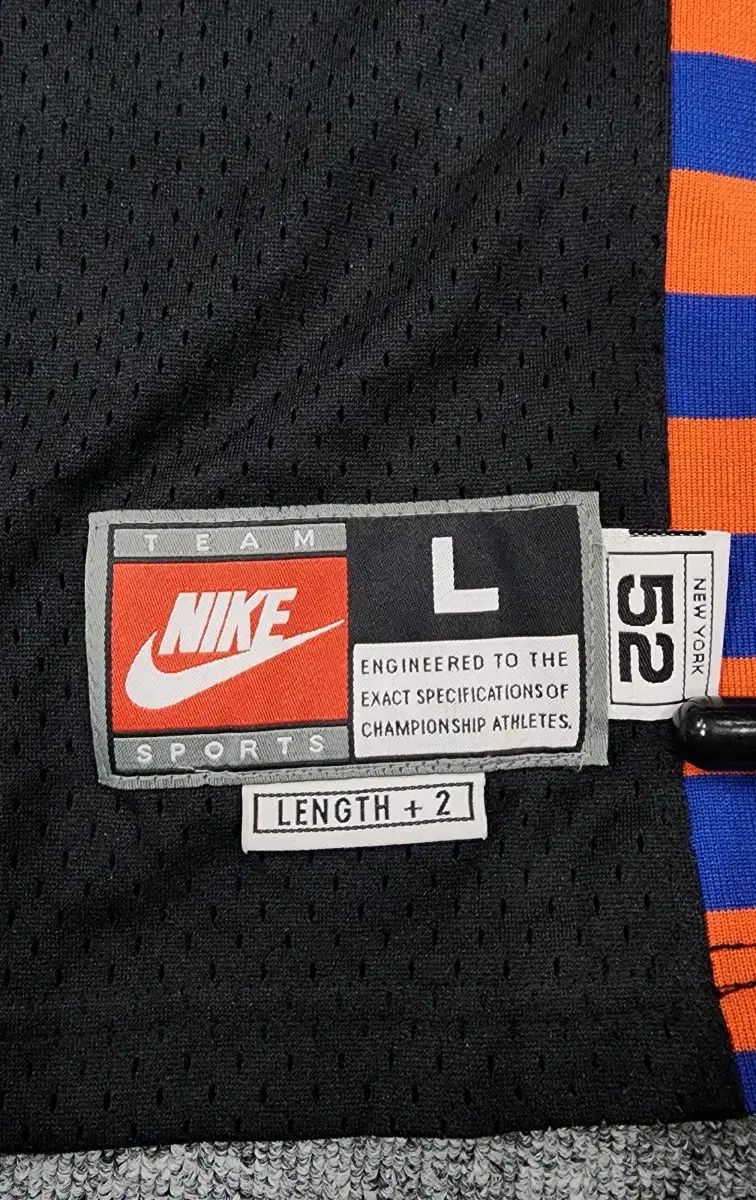 TEAM
NIKE
SPORTS
L
ENGINEERED TO THE
EXACT SPECIFICATIONS OF
CHAMPIONSHIP ATHLETES.
LENGTH + 2
52
NEW YORK